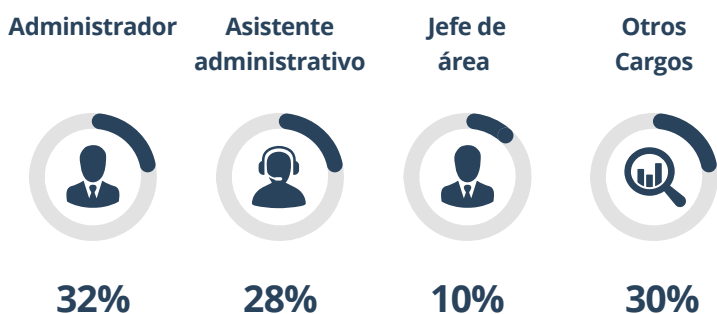 Administrador
Asistente
administrativo
Jefe de
área
Otros
Cargos
32%
28%
10%
30%